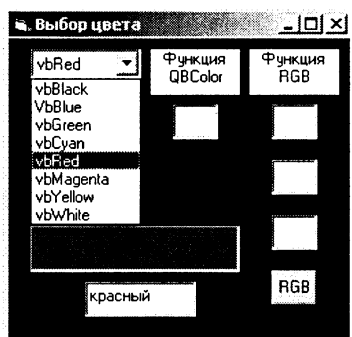 Выбор цвета
vbRed
Функция
QBColor
Функция
RGB
vbBlack
VbBlue
vbGreen
vbCyan
vbRed
vbMagenta
vbYellow
vbWhite
красный
RGB